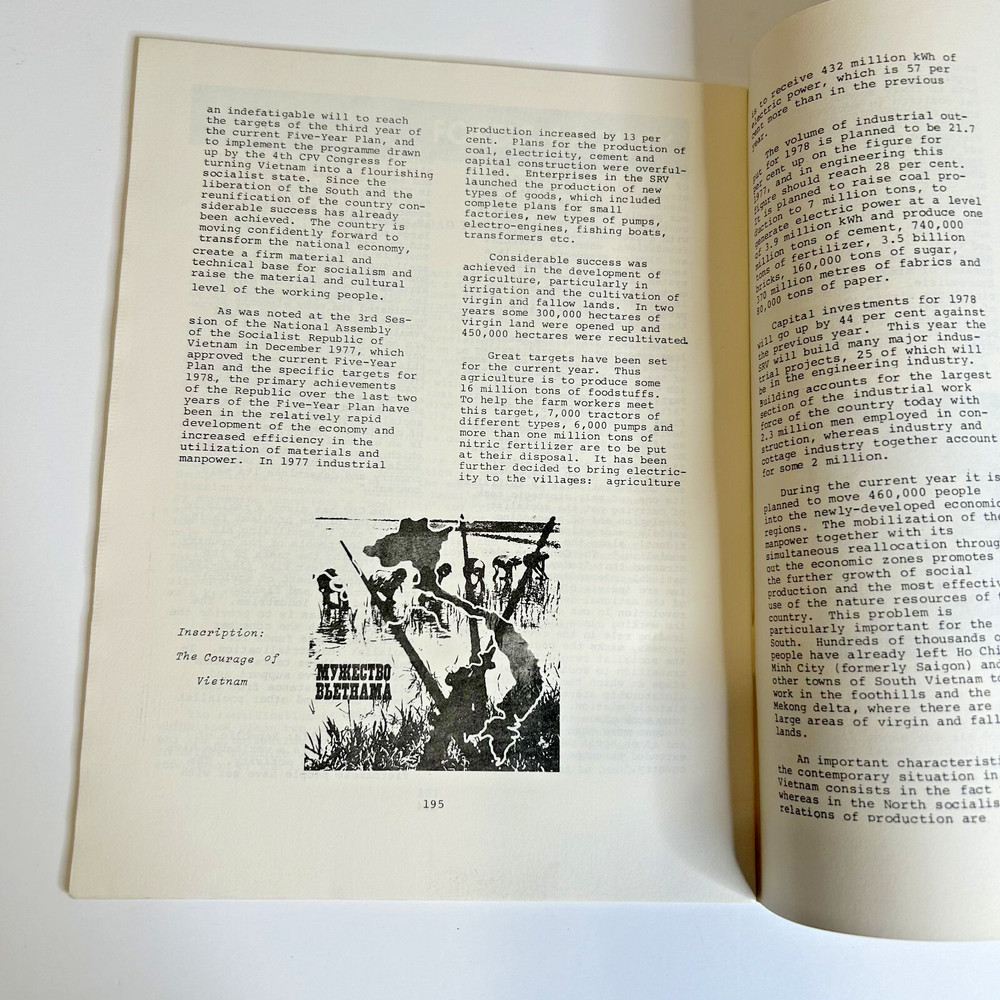 an indefatigable will to reach
the targets of the third year of
the current Five-Year Plan, and
to implement the programme drawn
up by the 4th CPV Congress for
turning Vietnam into a flourishing
socialist state. Since the
liberation of the South and the
reunification of the country con-
siderable success has already
been achieved. The country is
moving confidently forward to
transform the national economy,
create a firm material and
technical base for socialism and
raise the material and cultural
level of the working people.
As was noted at the 3rd Ses-
sion of the National Assembly
of the Socialist Republic of
Vietnam in December 1977, which
approved the current Five-Year
Plan and the specific targets for
1978, the primary achievements
of the Republic over the last two
years of the Five-Year Plan have
been in the relatively rapid
development of the economy and
increased efficiency in the
utilization of materials and
manpower. In 1977 industrial
production increased by 13 per
cent. Plans for the production of
coal, electricity, cement and
capital construction were overful-
filled. Enterprises in the SRV
launched the production of new
types of goods, which included
complete plans for small
factories, new types of pumps,
electro-engines, fishing boats,
transformers etc.
Considerable success was
achieved in the development of
agriculture, particularly in
irrigation and the cultivation of
virgin and fallow lands. In two
years some 300,000 hectares of
virgin land were opened up and
450,000 hectares were recultivated.
Great targets have been set
for the current year. Thus
agriculture is to produce some
16 million tons of foodstuffs.
To help the farm workers meet
this target, 7,000 tractors of
different types, 6,000 pumps and
more than one million tons of
nitric fertilizer are to be put
at their disposal. It has been
further decided to bring electric-
ity to the villages: agriculture
Inscription:
The Courage of
Vietnam
МУЖЕСТВО
ВЬЕТНАМА
195
is to receive 432 million kWh of
electric power, which is 57 per
cent more than in the previous
year.
The volume of industrial out-
put for 1978 is planned to be 21.7
per cent up on the figure for
1977, and in engineering this
figure should reach 28 per cent.
It is planned to raise coal pro-
duction to 7 million tons, to
generate electric power at a level
of 3.9 million kWh and produce one
million tons of cement, 740,000
tons of fertilizer, 3.5 billion
bricks, 160,000 tons of sugar,
370 million metres of fabrics and
80,000 tons of paper.
Capital investments for 1978
will go up by 44 per cent against
the previous year. This year the
SRV will build many major indus-
trial projects, 25 of which will
be in the engineering industry.
Building accounts for the largest
section of the industrial work
force of the country today with
2.3 million men employed in con-
struction, whereas industry and
cottage industry together account
for some 2 million.
During the current year it is
planned to move 460,000 people
into the newly-developed economic
regions. The mobilization of the
manpower together with its
simultaneous reallocation throug
out the economic zones promotes
the further growth of social
production and the most effectiv
use of the nature resources of
country. This problem is
particularly important for the
South. Hundreds of thousands o
people have already left Ho Chi
Minh City (formerly Saigon) and
other towns of South Vietnam to
work in the foothills and the
Mekong delta, where there are
large areas of virgin and fall
lands.
An important characteristi
the contemporary situation in
Vietnam consists in the fact
whereas in the North socialis
relations of production are